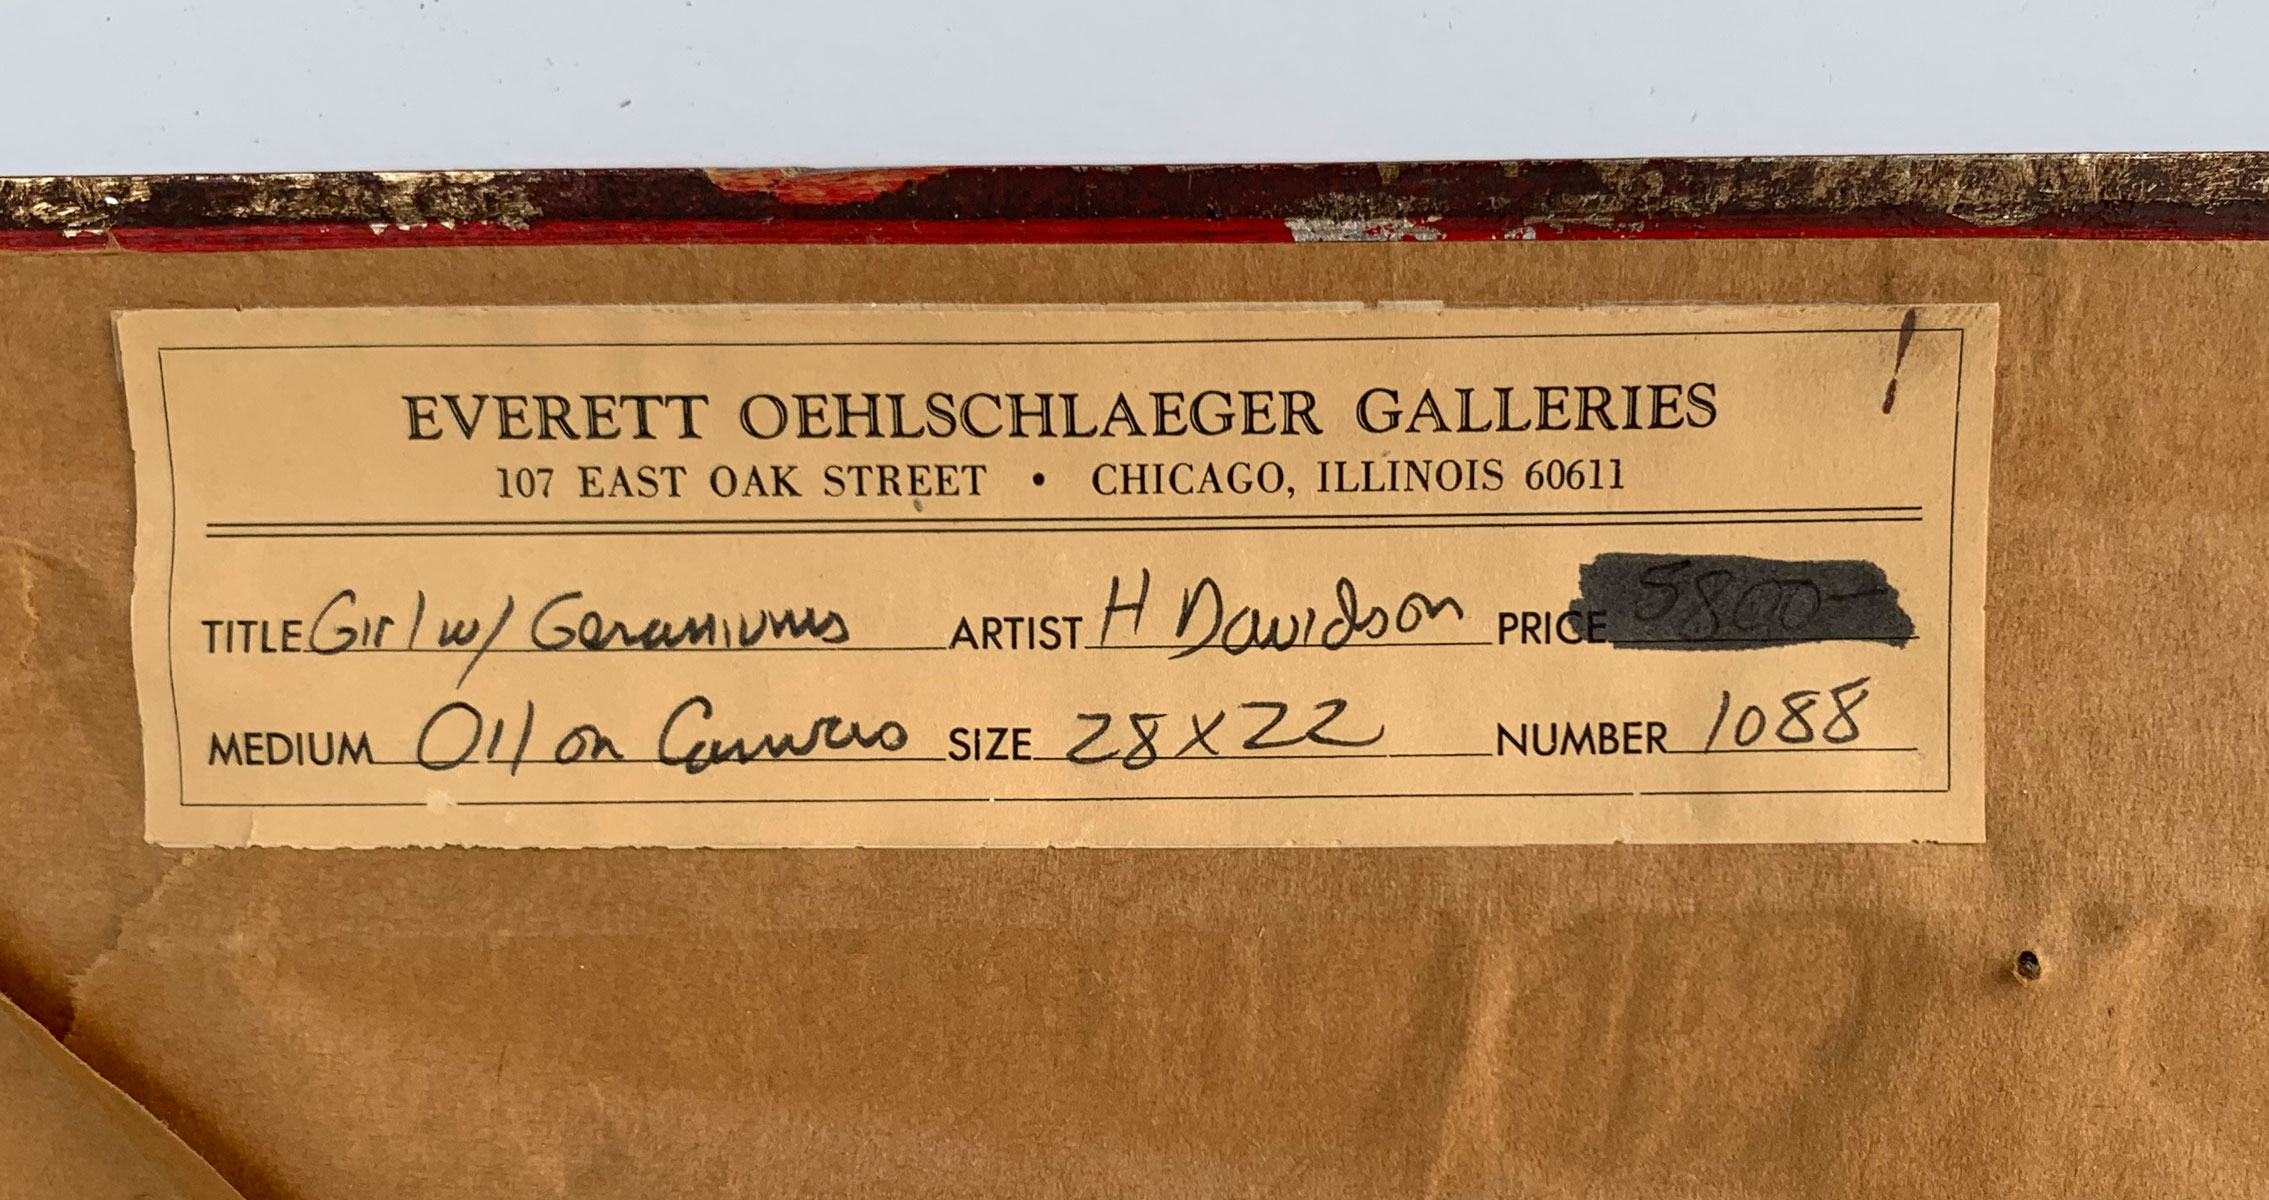 EVERETT OEHLSCHLAEGER GALLERIES
107 EAST OAK STREET • CHICAGO, ILLINOIS 60611
TITLE Girl w/ Geraniums ARTIST H Davidson PRICE 5800-
MEDIUM Oil on Canvas SIZE 28 X 22 NUMBER 1088